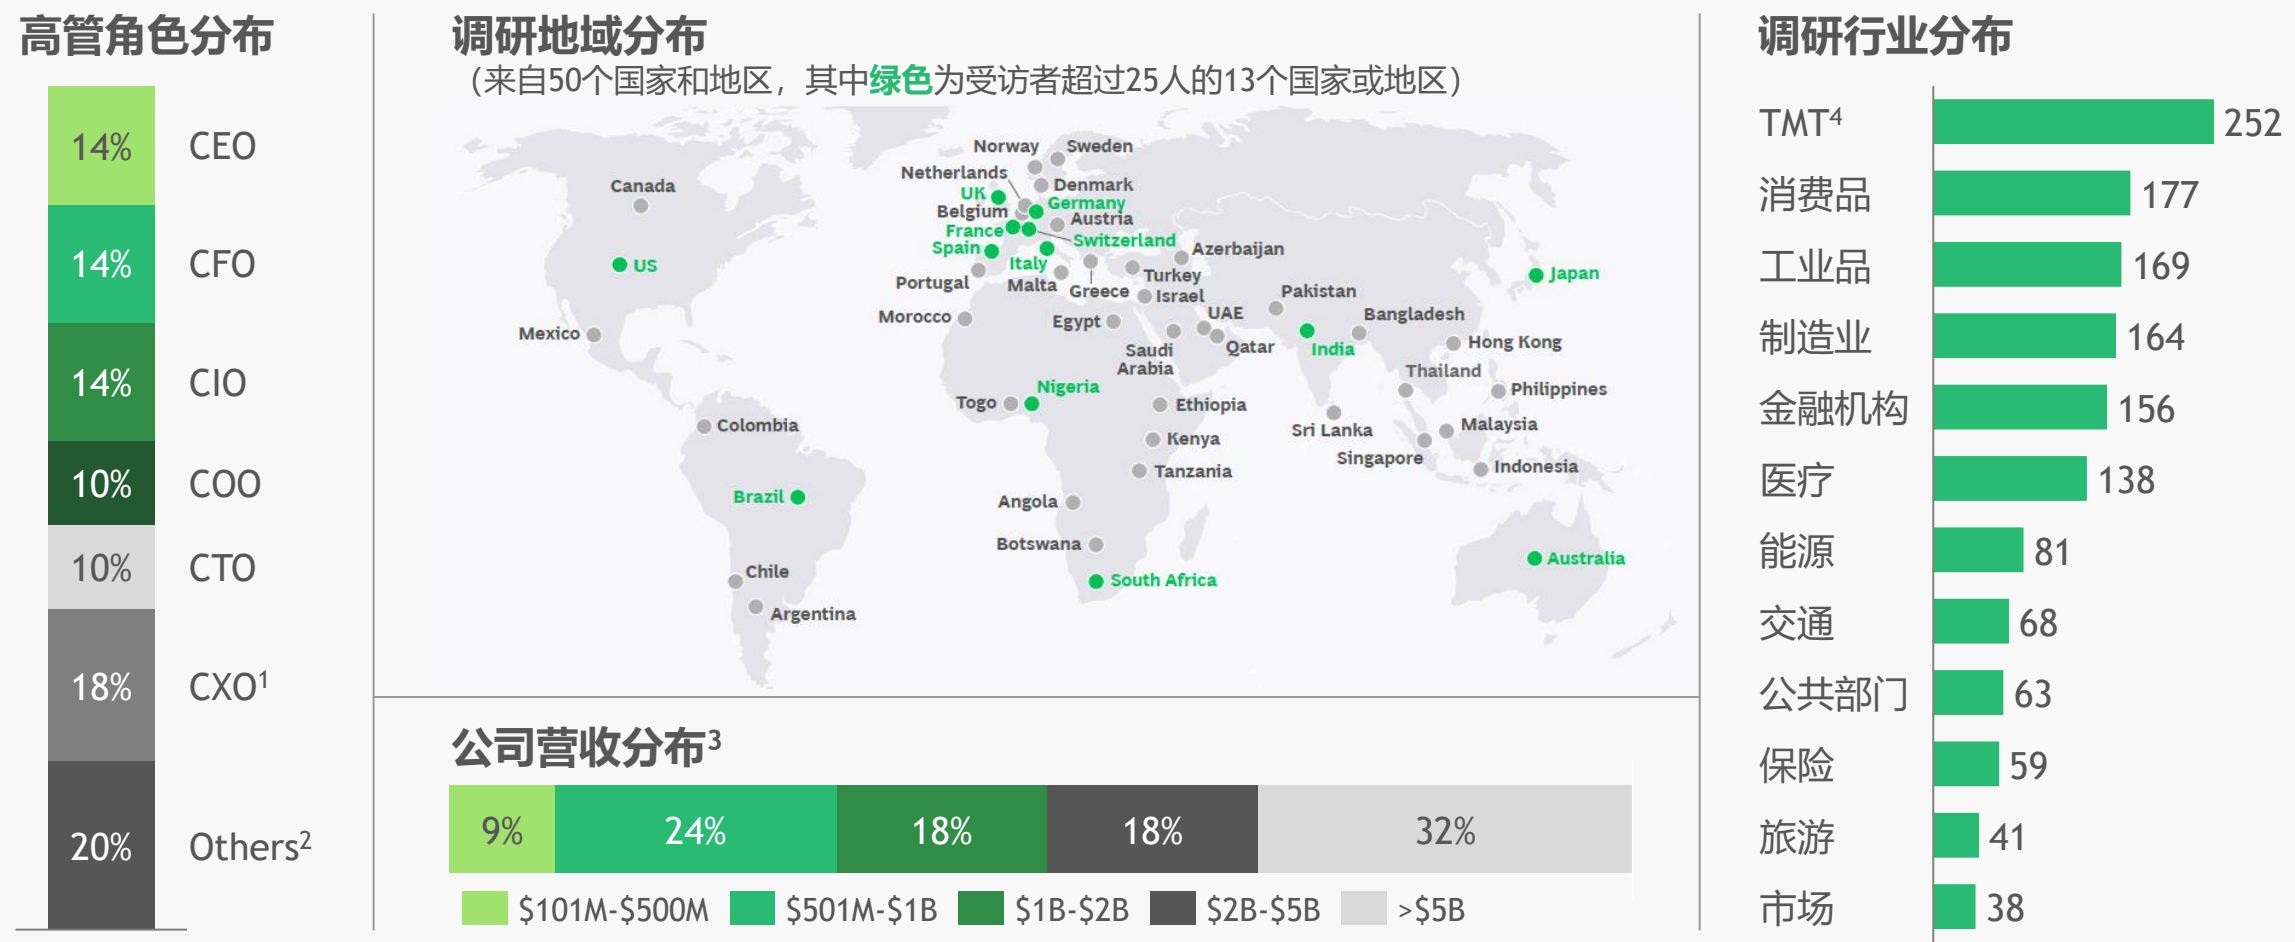 高管角色分布
14% CEO
14% CFO
14% CIO
10% COO
10% CTO
18% CXO1
20% Others2
调研地域分布
（来自50个国家和地区，其中绿色为受访者超过25人的13个国家或地区）
Norway
Sweden
Netherlands
Denmark
Canada
UK
Germany
Belgium
Austria
France
Switzerland
Spain
Azerbaijan
US
Italy
Japan
Portugal
Malta
Greece
Turkey
Israel
Pakistan
Morocco
Egypt
UAE
Bangladesh
Mexico
Saudi
Arabia
Qatar
India
Hong Kong
Thailand
Nigeria
Philippines
Togo
Ethiopia
Colombia
Sri Lanka
Malaysia
Kenya
Singapore
Indonesia
Tanzania
Brazil
Angola
Botswana
Australia
Chile
South Africa
Argentina
公司营收分布3
9% 24% 18% 18% 32%
$101M-$500M $501M-$1B $1B-$2B $2B-$5B >$5B
调研行业分布
TMT4 252
消费品 177
工业品 169
制造业 164
金融机构 156
医疗 138
能源 81
交通 68
公共部门 63
保险 59
旅游 41
市场 38